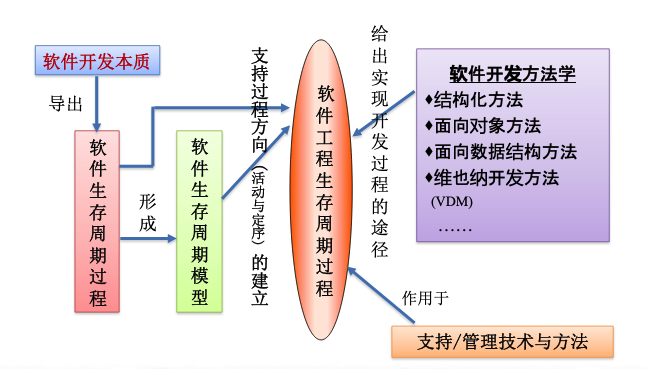 软件开发本质
导出
软件生存周期过程
形成
软件生存周期模型
支持过程方向（活动与定序）的建立
软件工程生存周期过程
给出实现开发过程的途径
软件开发方法学
♦结构化方法
♦面向对象方法
♦面向数据结构方法
♦维也纳开发方法
(VDM)
……
作用于
支持/管理技术与方法